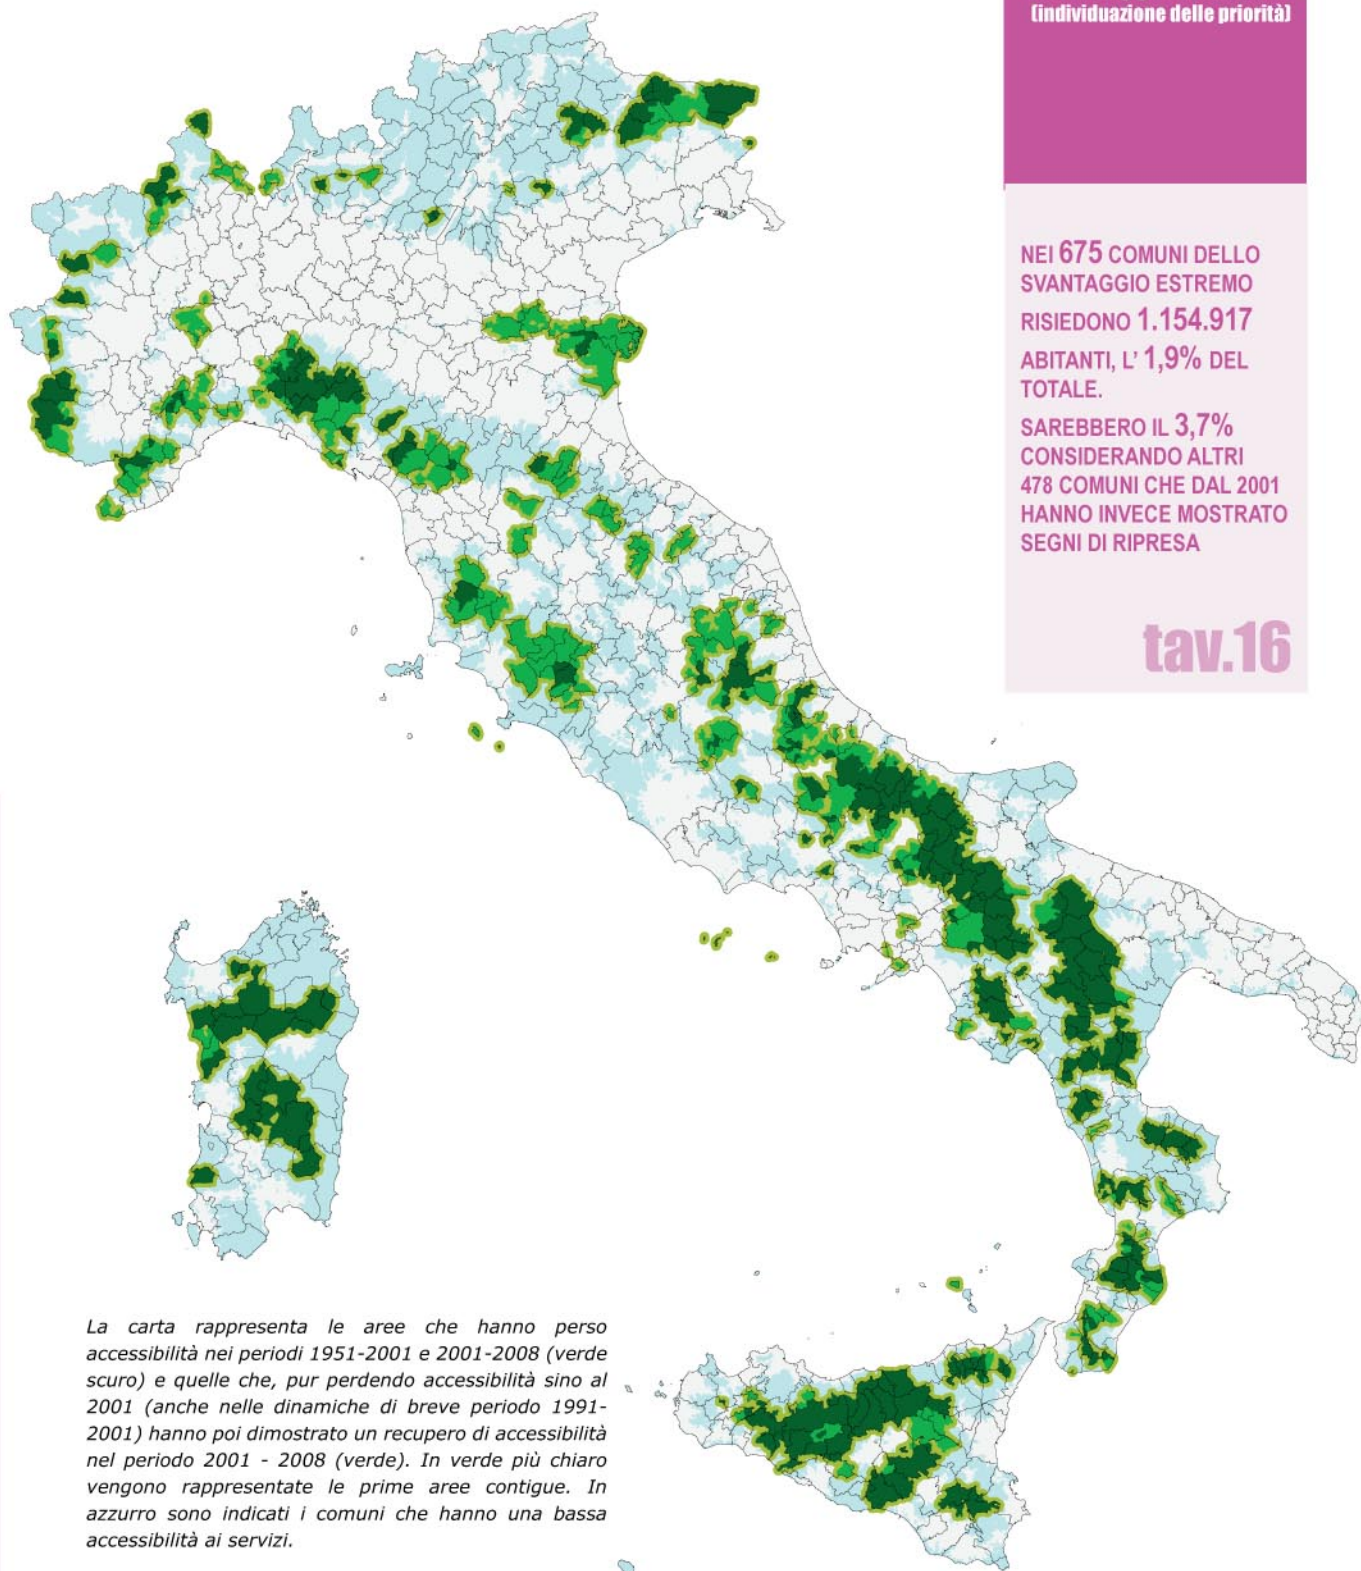 (individuazione delle priorità)
NEI 675 COMUNI DELLO
SVANTAGGIO ESTREMO
RISIEDONO 1.154.917
ABITANTI, L' 1,9% DEL
TOTALE.
SAREBBERO IL 3,7%
CONSIDERANDO ALTRI
478 COMUNI CHE DAL 2001
HANNO INVECE MOSTRATO
SEGNI DI RIPRESA
tav.16
La carta rappresenta le aree che hanno perso
accessibilità nei periodi 1951-2001 e 2001-2008 (verde
scuro) e quelle che, pur perdendo accessibilità sino al
2001 (anche nelle dinamiche di breve periodo 1991-
2001) hanno poi dimostrato un recupero di accessibilità
nel periodo 2001 - 2008 (verde). In verde più chiaro
vengono rappresentate le prime aree contigue. In
azzurro sono indicati i comuni che hanno una bassa
accessibilità ai servizi.